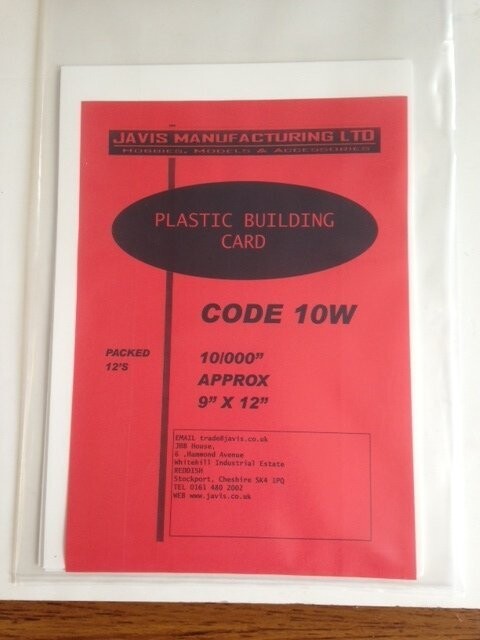 JAVIS MANUFACTURING LTD
HOBBIES, MODELS & ACCESSORIES
PLASTIC BUILDING
CARD
CODE 10W
PACKED
12'S
10/000"
APPROX
9" X 12"
EMAIL trade@javis.co.uk
JHB House,
6 ,Hammond Avenue
Whitehill Industrial Estate
REDDISH
Stockport, Cheshire SK4 1PQ
TEL 0161 480 2002
WEB www.javis.co.uk